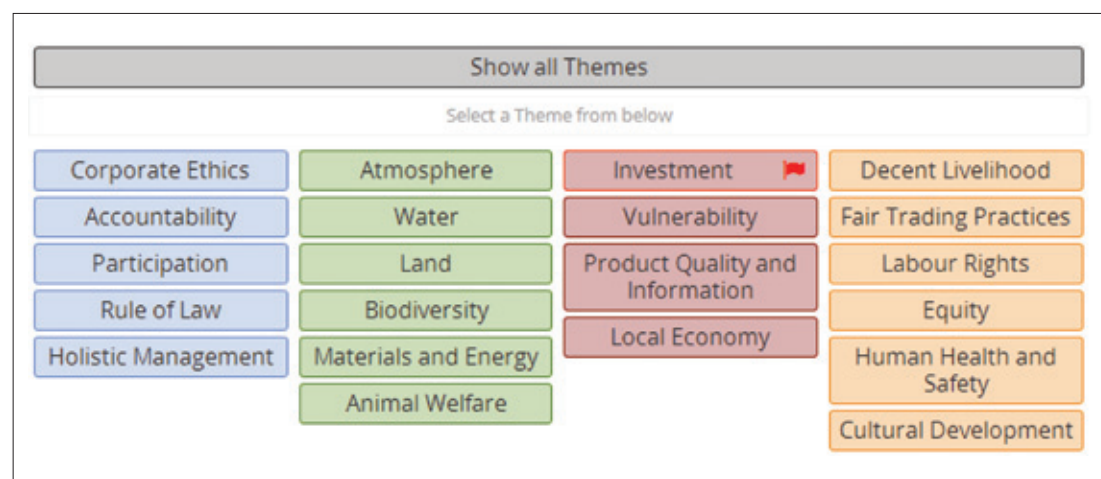 Show all Themes
Select a Theme from below
Corporate Ethics
Accountability
Participation
Rule of Law
Holistic Management
Atmosphere
Water
Land
Biodiversity
Materials and Energy
Animal Welfare
Investment
Vulnerability
Product Quality and
Information
Local Economy
Decent Livelihood
Fair Trading Practices
Labour Rights
Equity
Human Health and
Safety
Cultural Development